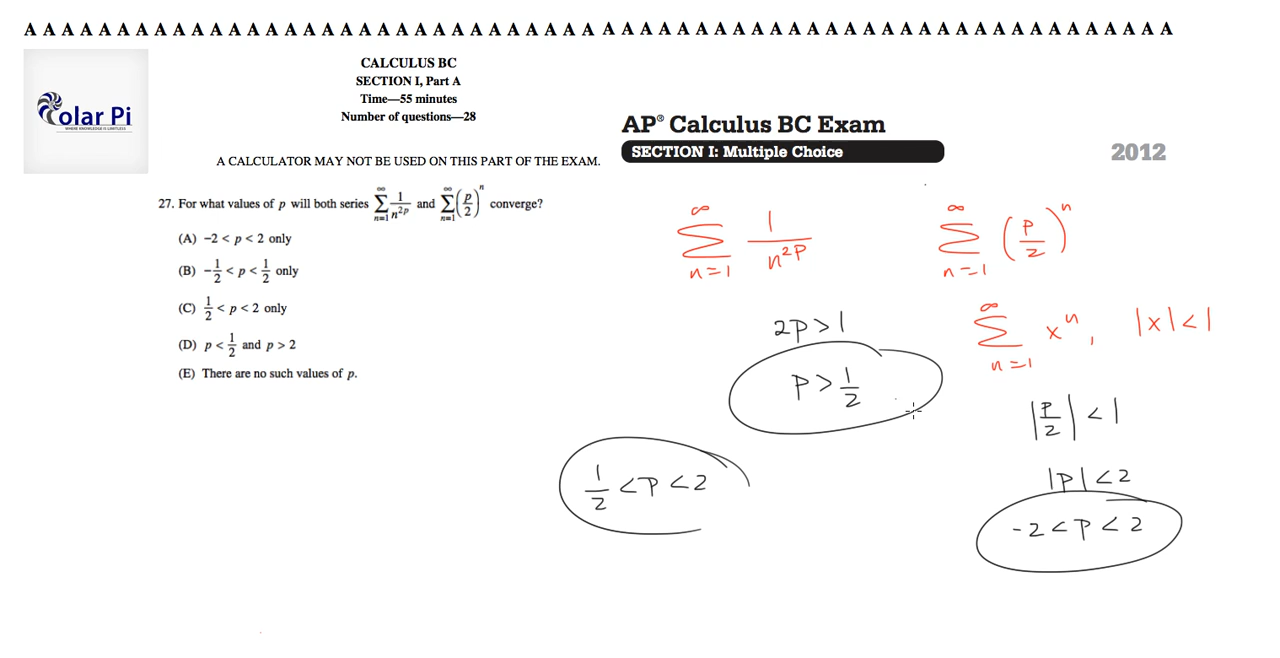 A A A A A A A A A A A A A A A A A A A A A A A A A A A A A A A A A A A A A A A A A A A A A A A A A A A A A A A A A A A A A A
Colar Pi
WHERE KNOWLEDGE IS LIMITLESS
CALCULUS BC
SECTION I, Part A
Time—55 minutes
Number of questions—28
AP® Calculus BC Exam
SECTION I: Multiple Choice
2012
A CALCULATOR MAY NOT BE USED ON THIS PART OF THE EXAM.
27. For what values of p will both series ∑_{n=1}^{∞} 1/n^{2p} and ∑_{n=1}^{∞} (p/2)^n converge?
(A) −2 < p < 2 only
(B) −1/2 < p < 1/2 only
(C) 1/2 < p < 2 only
(D) p < 1/2 and p > 2
(E) There are no such values of p.
∑_{n=1}^{∞} 1/n^{2P}
∑_{n=1}^{∞} (P/2)^n
2P > 1
P > 1/2
∑_{n=1}^{∞} x^n, |x| < 1
|P/2| < 1
|P| < 2
-2 < P < 2
1/2 < P < 2